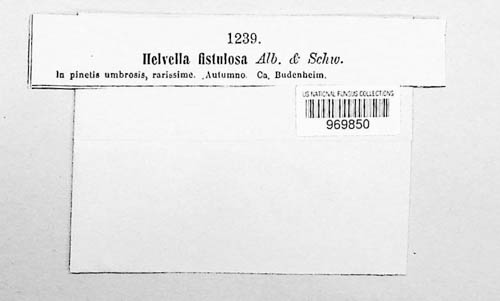 1239.
Helvella fistulosa Alb. & Schw.
In pinetis umbrosis, rarissime. Autumno. Ca. Budenheim.
US NATIONAL FUNGUS COLLECTIONS
969850